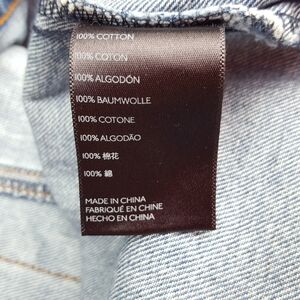 100% COTTON
100% COTON
100% ALGODÓN
100% BAUMWOLLE
100% COTONE
100% ALGODÃO
100% 棉花
100% 綿
MADE IN CHINA
FABRIQUÉ EN CHINE
HECHO EN CHINA